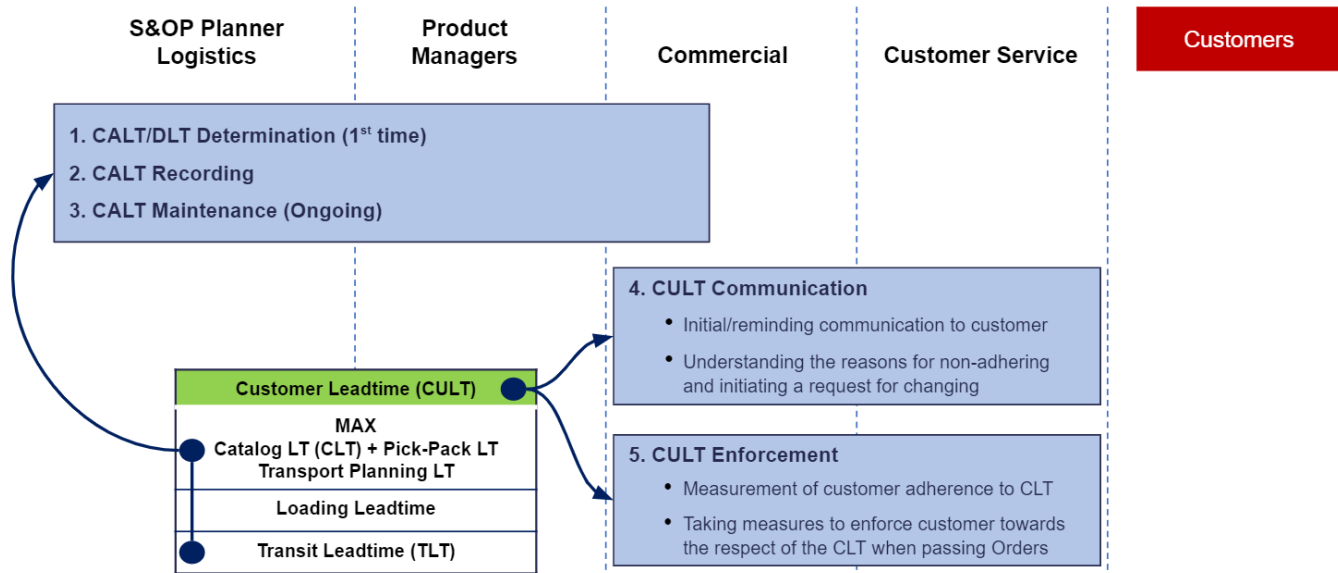 S&OP Planner
Logistics
Product
Managers
Commercial
Customer Service
Customers
1. CALT/DLT Determination (1st time)
2. CALT Recording
3. CALT Maintenance (Ongoing)
4. CULT Communication
• Initial/reminding communication to customer
• Understanding the reasons for non-adhering
and initiating a request for changing
Customer Leadtime (CULT)
MAX
Catalog LT (CLT) + Pick-Pack LT
Transport Planning LT
Loading Leadtime
Transit Leadtime (TLT)
5. CULT Enforcement
• Measurement of customer adherence to CLT
• Taking measures to enforce customer towards
the respect of the CLT when passing Orders